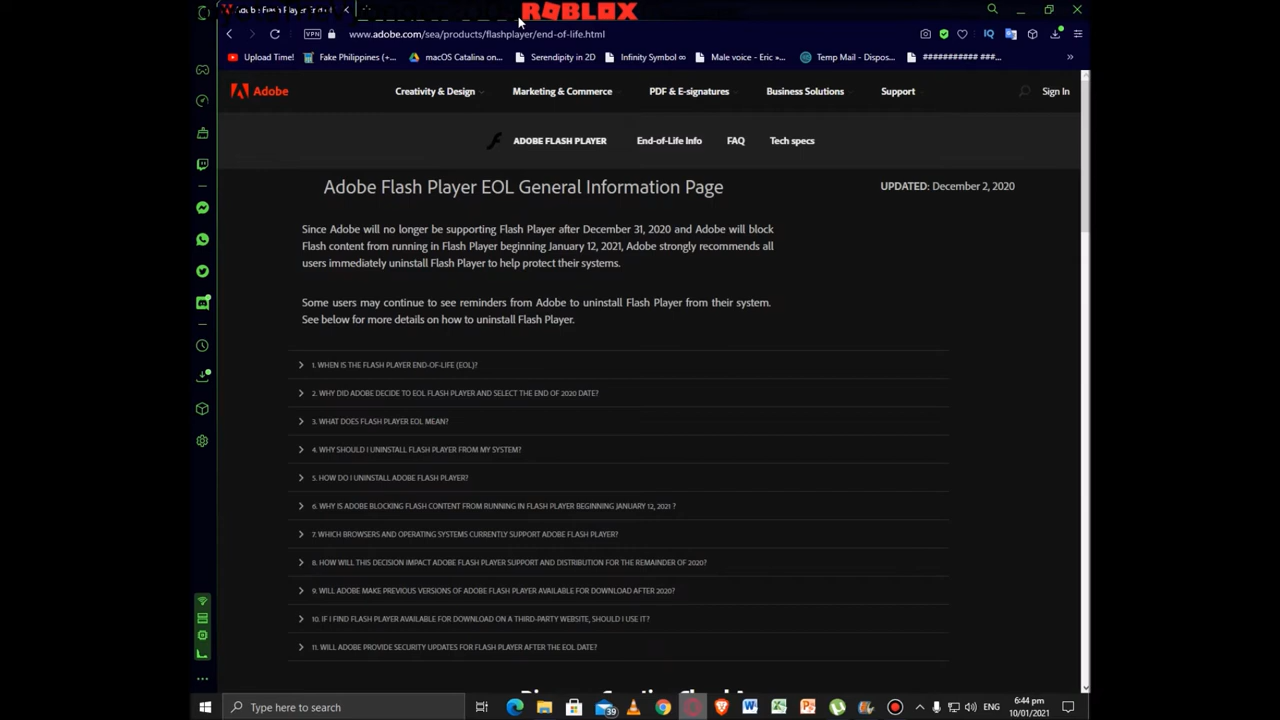 Adobe Flash Player End of
ROBLOX
VPN
www.adobe.com/sea/products/flashplayer/end-of-life.html
IQ
Upload Time!
Fake Philippines (+...
macOS Catalina on...
Serendipity in 2D
Infinity Symbol ∞
Male voice - Eric »...
Temp Mail - Dispos...
########### ###...
»
Adobe
Creativity & Design
Marketing & Commerce
PDF & E-signatures
Business Solutions
Support
Sign In
ADOBE FLASH PLAYER
End-of-Life Info
FAQ
Tech specs
Adobe Flash Player EOL General Information Page
UPDATED: December 2, 2020
Since Adobe will no longer be supporting Flash Player after December 31, 2020 and Adobe will block
Flash content from running in Flash Player beginning January 12, 2021, Adobe strongly recommends all
users immediately uninstall Flash Player to help protect their systems.
Some users may continue to see reminders from Adobe to uninstall Flash Player from their system.
See below for more details on how to uninstall Flash Player.
1. WHEN IS THE FLASH PLAYER END-OF-LIFE (EOL)?
2. WHY DID ADOBE DECIDE TO EOL FLASH PLAYER AND SELECT THE END OF 2020 DATE?
3. WHAT DOES FLASH PLAYER EOL MEAN?
4. WHY SHOULD I UNINSTALL FLASH PLAYER FROM MY SYSTEM?
5. HOW DO I UNINSTALL ADOBE FLASH PLAYER?
6. WHY IS ADOBE BLOCKING FLASH CONTENT FROM RUNNING IN FLASH PLAYER BEGINNING JANUARY 12, 2021 ?
7. WHICH BROWSERS AND OPERATING SYSTEMS CURRENTLY SUPPORT ADOBE FLASH PLAYER?
8. HOW WILL THIS DECISION IMPACT ADOBE FLASH PLAYER SUPPORT AND DISTRIBUTION FOR THE REMAINDER OF 2020?
9. WILL ADOBE MAKE PREVIOUS VERSIONS OF ADOBE FLASH PLAYER AVAILABLE FOR DOWNLOAD AFTER 2020?
10. IF I FIND FLASH PLAYER AVAILABLE FOR DOWNLOAD ON A THIRD-PARTY WEBSITE, SHOULD I USE IT?
11. WILL ADOBE PROVIDE SECURITY UPDATES FOR FLASH PLAYER AFTER THE EOL DATE?
Type here to search
39
ENG
6:44 pm
10/01/2021